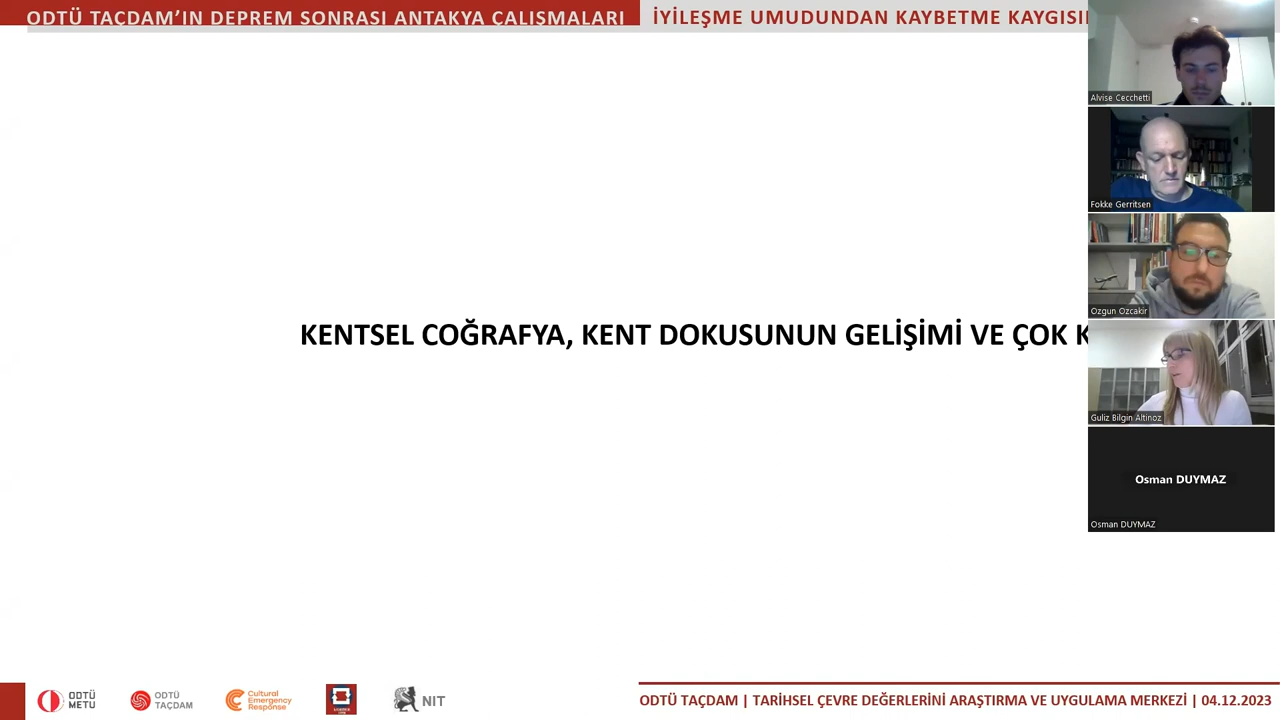 ODTÜ TAÇDAM'IN DEPREM SONRASI ANTAKYA ÇALIŞMALARI
İYİLEŞME UMUDUNDAN KAYBETME
KENTSEL COĞRAFYA, KENT DOKUSUNUN GELİŞİMİ VE ÇOK
Alvise Cecchetti
Fokke Gerritsen
Ozgun Ozcakir
Guliz Bilgin Altinoz
Osman DUYMAZ
Osman DUYMAZ
ODTÜ
METU
ODTÜ
TAÇDAM
Cultural
Emergency
Response
NIT
ODTÜ TAÇDAM | TARİHSEL ÇEVRE DEĞERLERİNİ ARAŞTIRMA VE UYGULAMA MERKEZİ | 04.12.2023